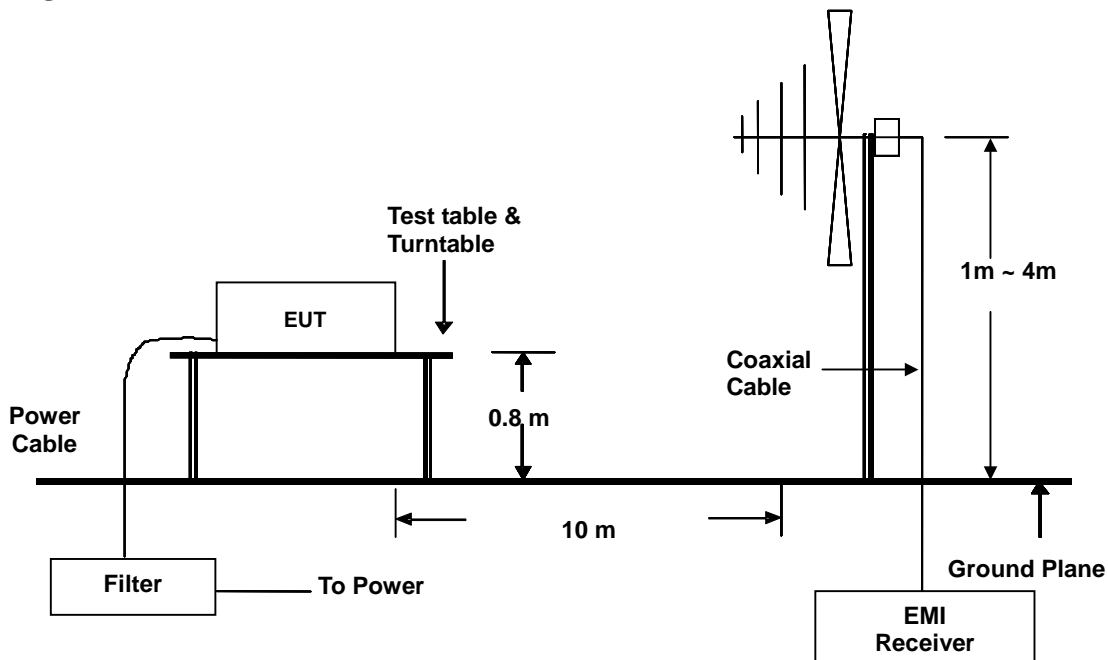 Test table &
Turntable
EUT
1m ~ 4m
Coaxial
Cable
0.8 m
Power
Cable
10 m
Filter
To Power
Ground Plane
EMI
Receiver